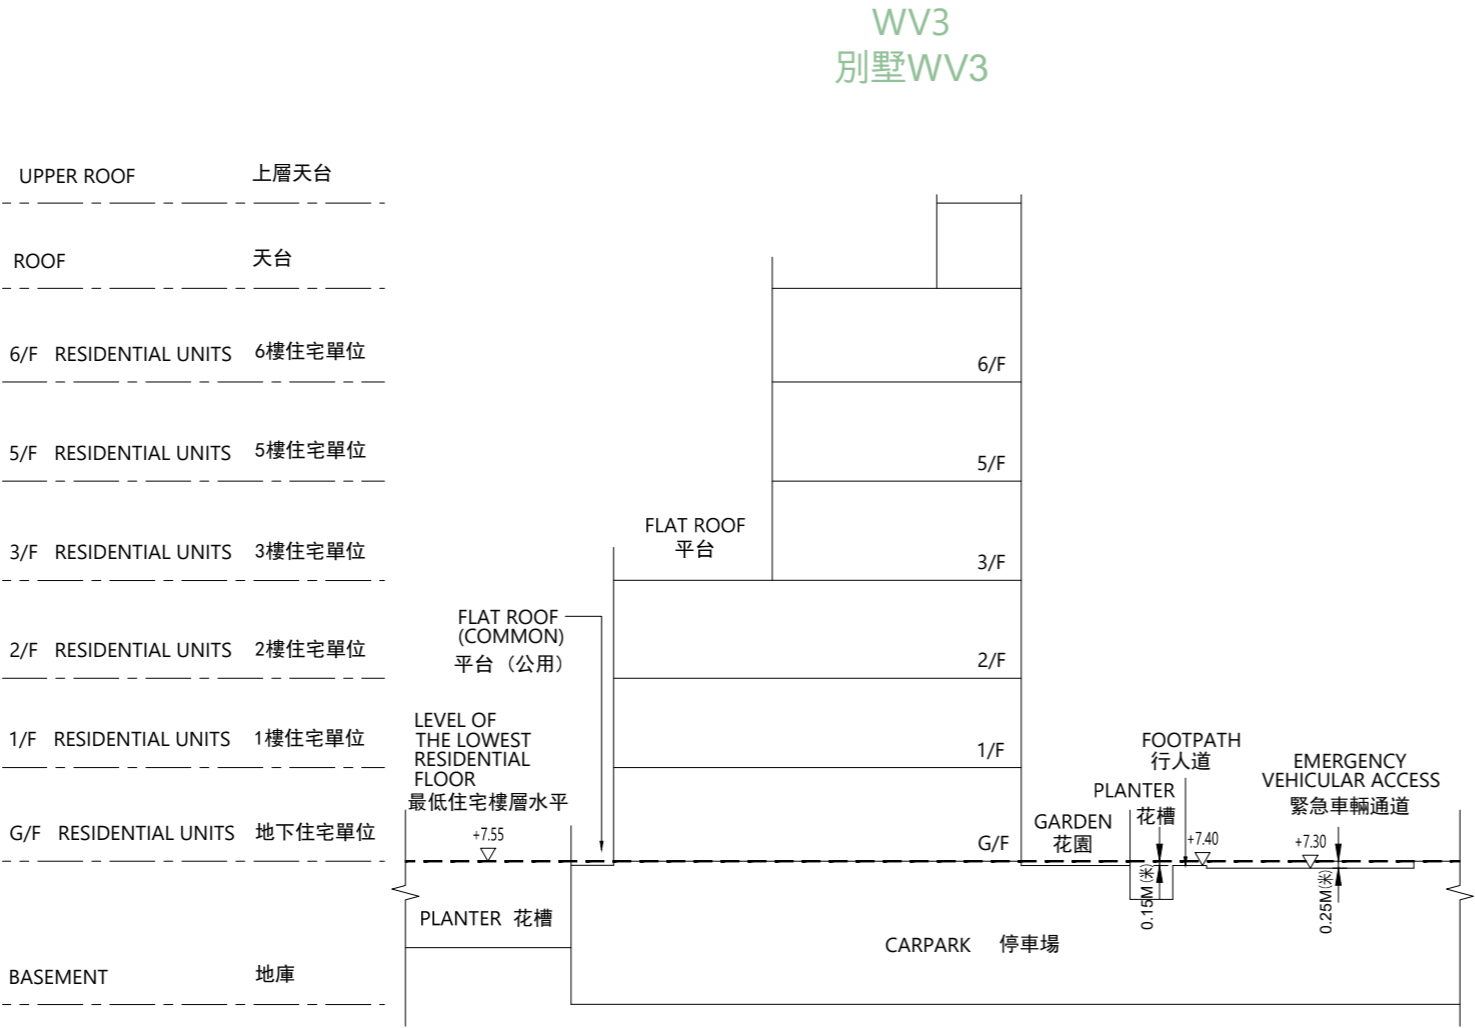 WV3
別墅WV3
UPPER ROOF 上層天台
ROOF 天台
6/F RESIDENTIAL UNITS 6樓住宅單位
5/F RESIDENTIAL UNITS 5樓住宅單位
3/F RESIDENTIAL UNITS 3樓住宅單位
2/F RESIDENTIAL UNITS 2樓住宅單位
1/F RESIDENTIAL UNITS 1樓住宅單位
G/F RESIDENTIAL UNITS 地下住宅單位
BASEMENT 地庫
6/F
5/F
FLAT ROOF
平台
3/F
FLAT ROOF
(COMMON)
平台（公用）
2/F
LEVEL OF
THE LOWEST
RESIDENTIAL
FLOOR
最低住宅樓層水平
+7.55
1/F
G/F
GARDEN
花園
PLANTER
花槽
FOOTPATH
行人道
+7.40
EMERGENCY
VEHICULAR ACCESS
緊急車輛通道
+7.30
0.15M(米)
0.25M(米)
PLANTER 花槽
CARPARK 停車場